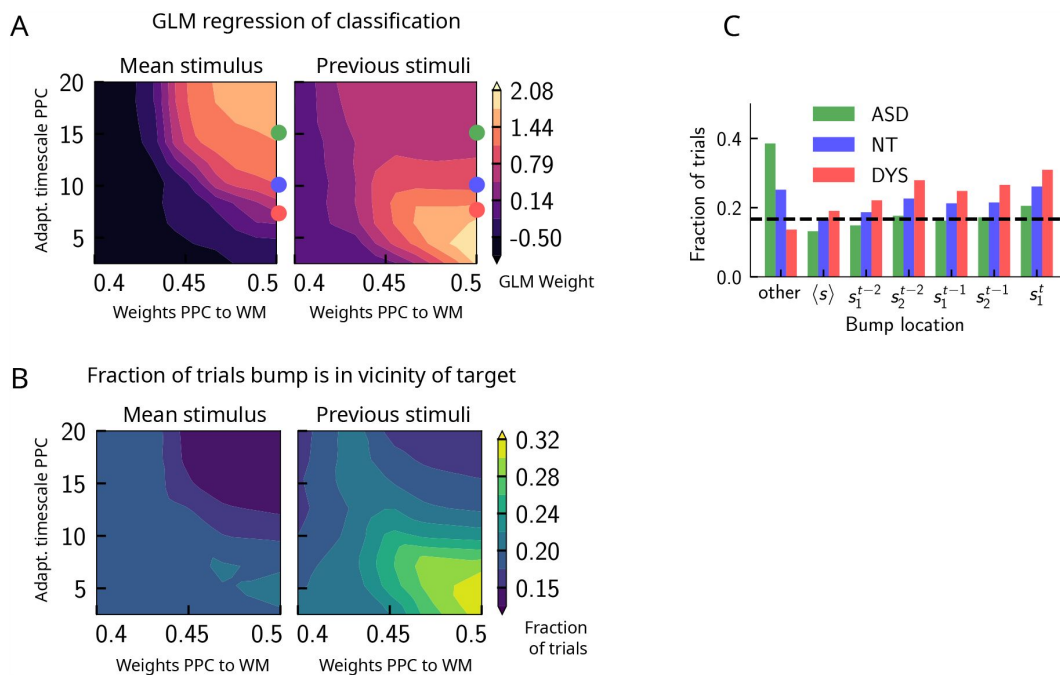 A
GLM regression of classification
Mean stimulus
Previous stimuli
Adapt. timescale PPC
20
15
10
5
0.4
0.45
0.5
0.4
0.45
0.5
Weights PPC to WM
Weights PPC to WM
2.08
1.44
0.79
0.14
-0.50
GLM Weight
C
Fraction of trials
0.4
0.2
0.0
ASD
NT
DYS
other
⟨s⟩
s₁ᵗ⁻²
s₂ᵗ⁻²
s₁ᵗ⁻¹
s₂ᵗ⁻¹
s₁ᵗ
Bump location
B
Fraction of trials bump is in vicinity of target
Mean stimulus
Previous stimuli
Adapt. timescale PPC
20
15
10
5
0.4
0.45
0.5
0.4
0.45
0.5
Weights PPC to WM
Weights PPC to WM
0.32
0.28
0.24
0.20
0.15
Fraction
of trials